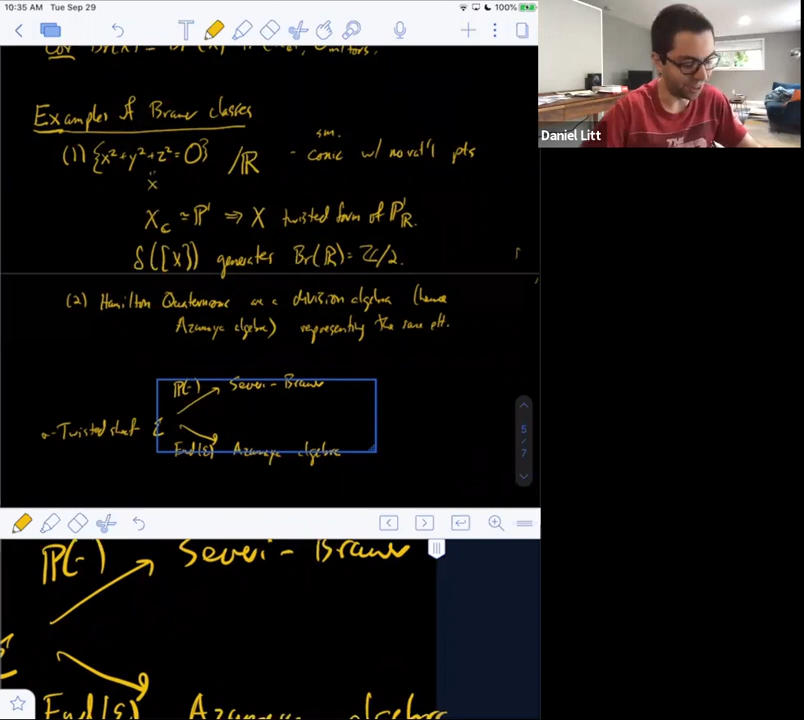 10:35 AM Tue Sep 29
100%
Daniel Litt
Examples of Brauer classes
(1) {x²+y²+z²=0} /ℝ - sm. conic w/ no rat'l pts
X
X_ℂ ≃ ℙ¹ ⇒ X twisted form of ℙ¹_ℝ.
δ([X]) generates Br(ℝ) = ℤ/2.
(2) Hamilton Quaternions are a division algebra (hence
Azumaya algebra) representing the same
ℙ(-) Severi-Brauer
α-Twisted sheaf ℰ
End(ℰ) Azumaya algebra
5
/
7
ℙ(-) Severi-Brauer
End(ℰ) Azumaya algebra